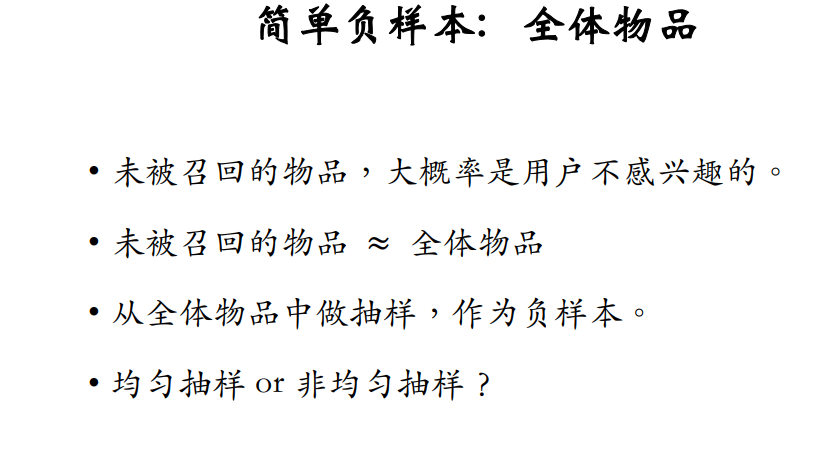 简单负样本：全体物品
• 未被召回的物品，大概率是用户不感兴趣的。
• 未被召回的物品 ≈ 全体物品
• 从全体物品中做抽样，作为负样本。
• 均匀抽样 or 非均匀抽样？